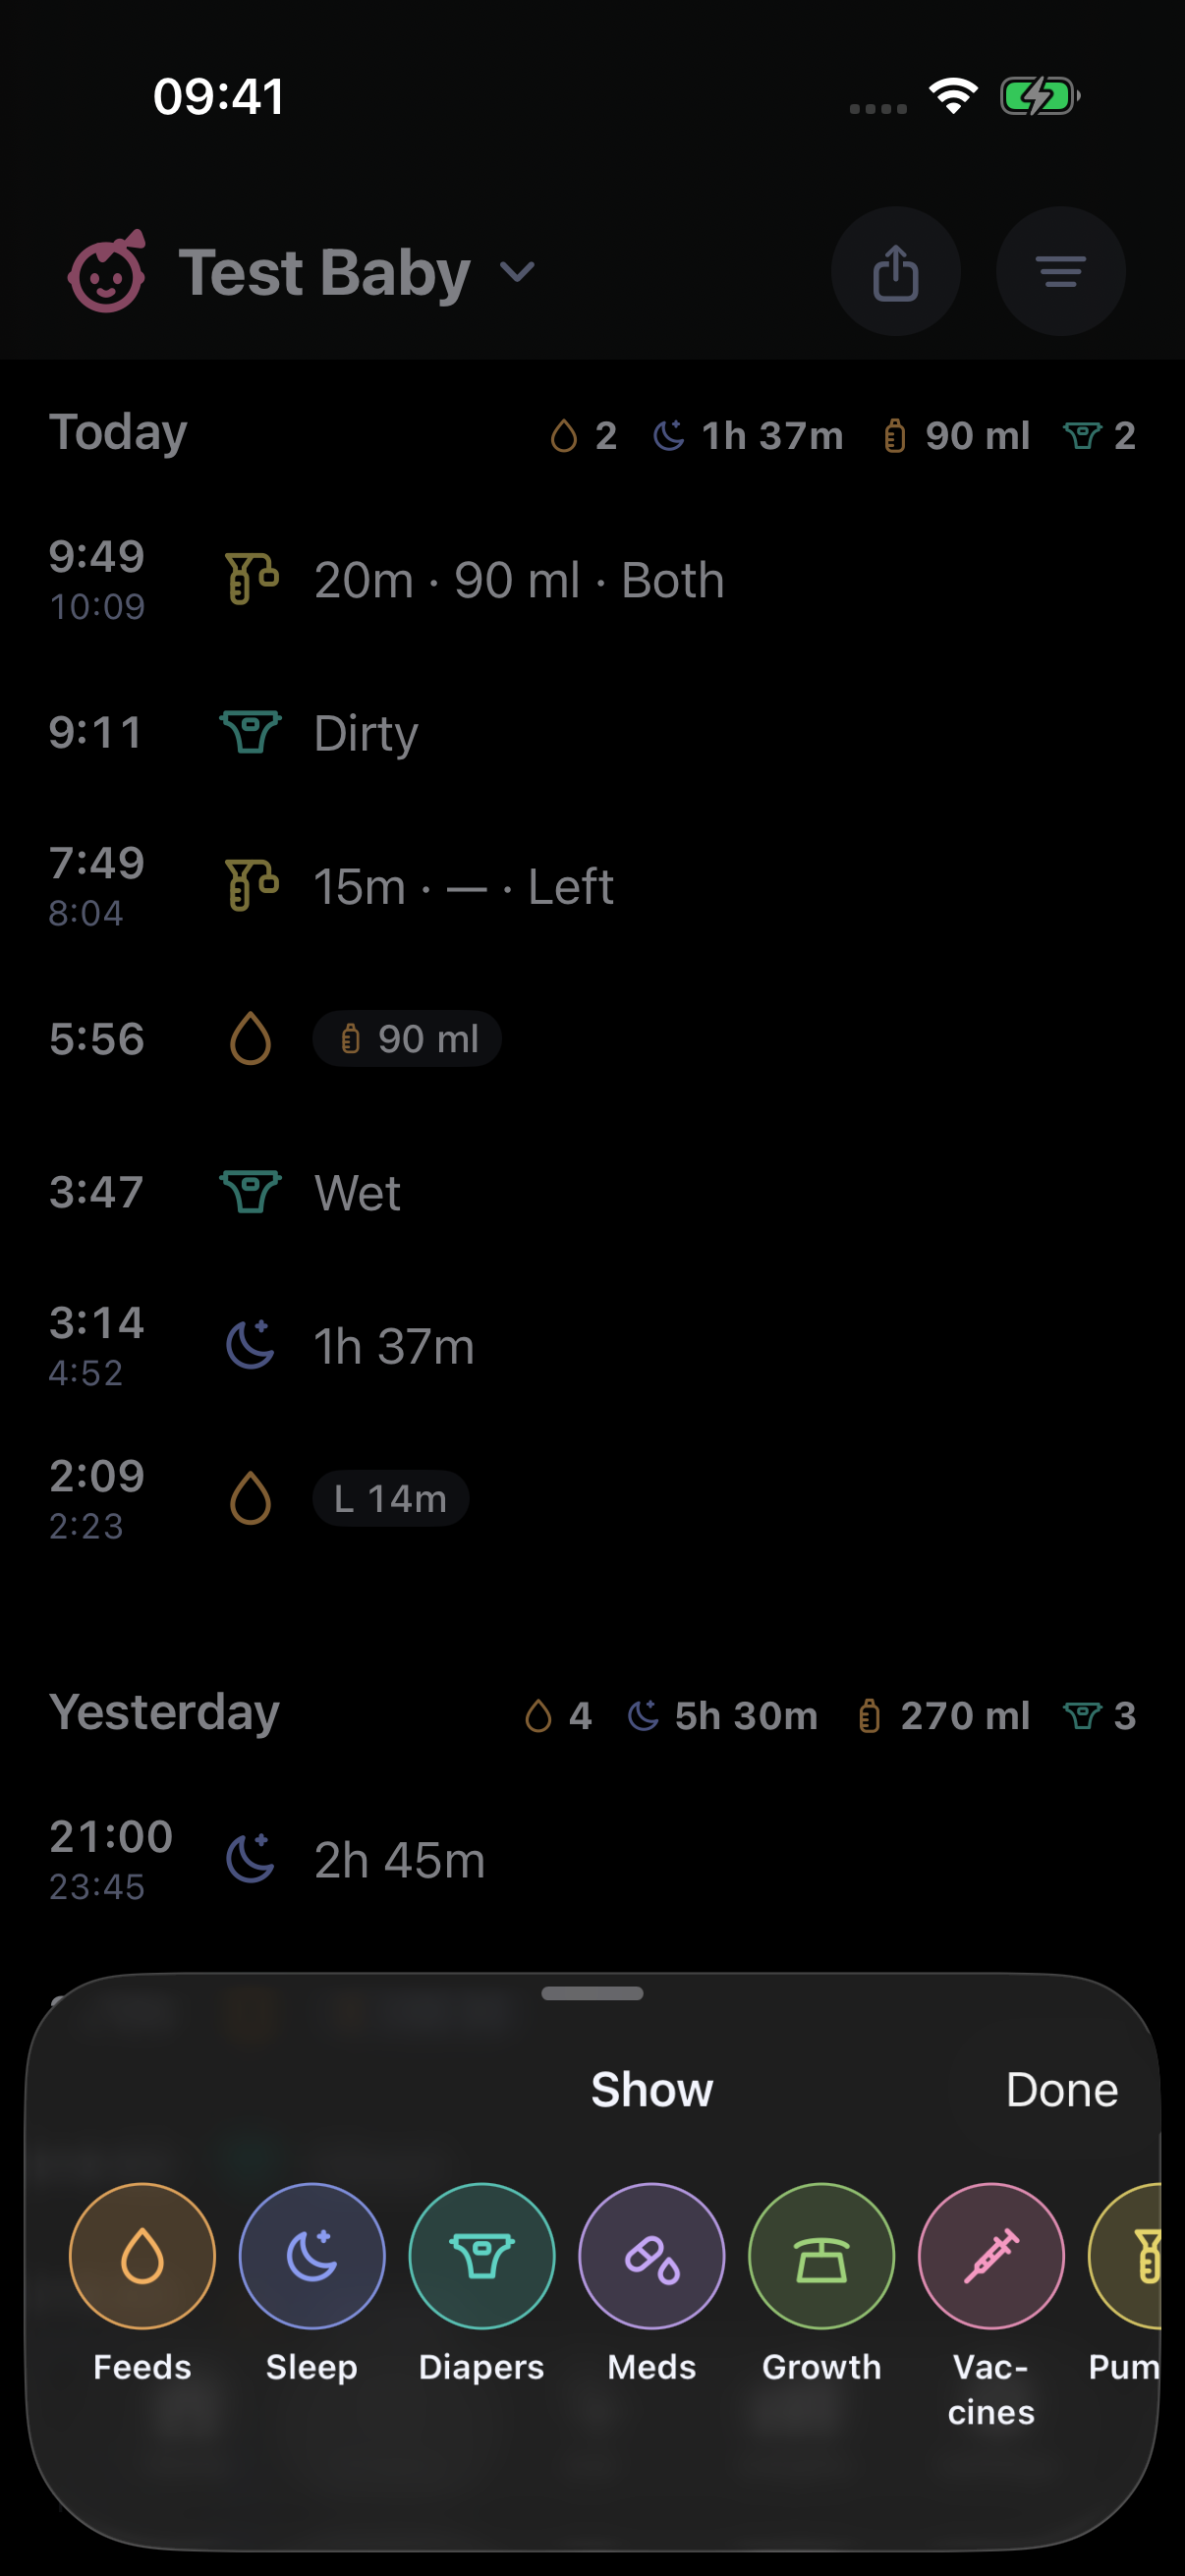 09:41
Test Baby
Today 2 1h 37m 90 ml 2
9:49
10:09
20m · 90 ml · Both
9:11
Dirty
7:49
8:04
15m · — · Left
5:56
90 ml
3:47
Wet
3:14
4:52
1h 37m
2:09
2:23
L 14m
Yesterday 4 5h 30m 270 ml 3
21:00
23:45
2h 45m
Show
Done
Feeds
Sleep
Diapers
Meds
Growth
Vac-
cines
Pum